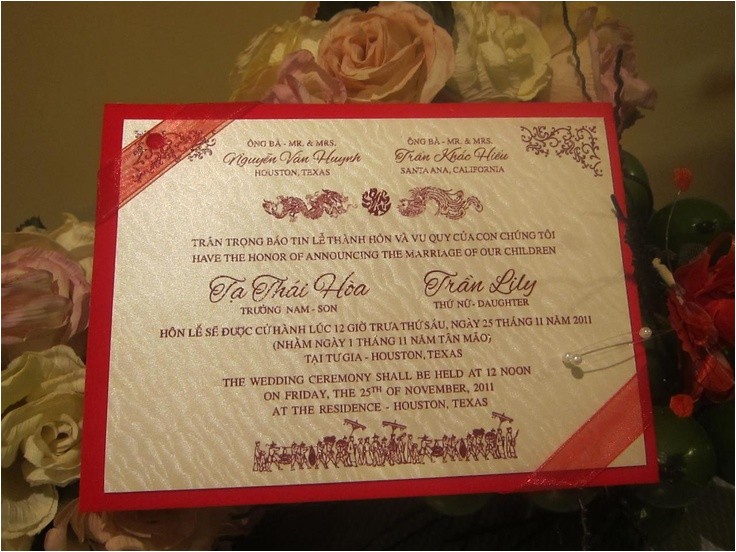 ÔNG BÀ - MR. & MRS.
Nguyễn Văn Huynh
HOUSTON, TEXAS
ÔNG BÀ - MR. & MRS.
Trần Khắc Hiếu
SANTA ANA, CALIFORNIA
TRÂN TRỌNG BÁO TIN LỄ THÀNH HÔN VÀ VU QUY CỦA CON CHÚNG TÔI
HAVE THE HONOR OF ANNOUNCING THE MARRIAGE OF OUR CHILDREN
Tạ Thái Hòa
TRƯỞNG NAM - SON
Trần Lily
THỨ NỮ - DAUGHTER
HÔN LỄ SẼ ĐƯỢC CỬ HÀNH LÚC 12 GIỜ TRƯA THỨ SÁU, NGÀY 25 THÁNG 11 NĂM 2011
(NHẰM NGÀY 1 THÁNG 11 NĂM TÂN MÃO)
TẠI TƯ GIA - HOUSTON, TEXAS
THE WEDDING CEREMONY SHALL BE HELD AT 12 NOON
ON FRIDAY, THE 25TH OF NOVEMBER, 2011
AT THE RESIDENCE - HOUSTON, TEXAS